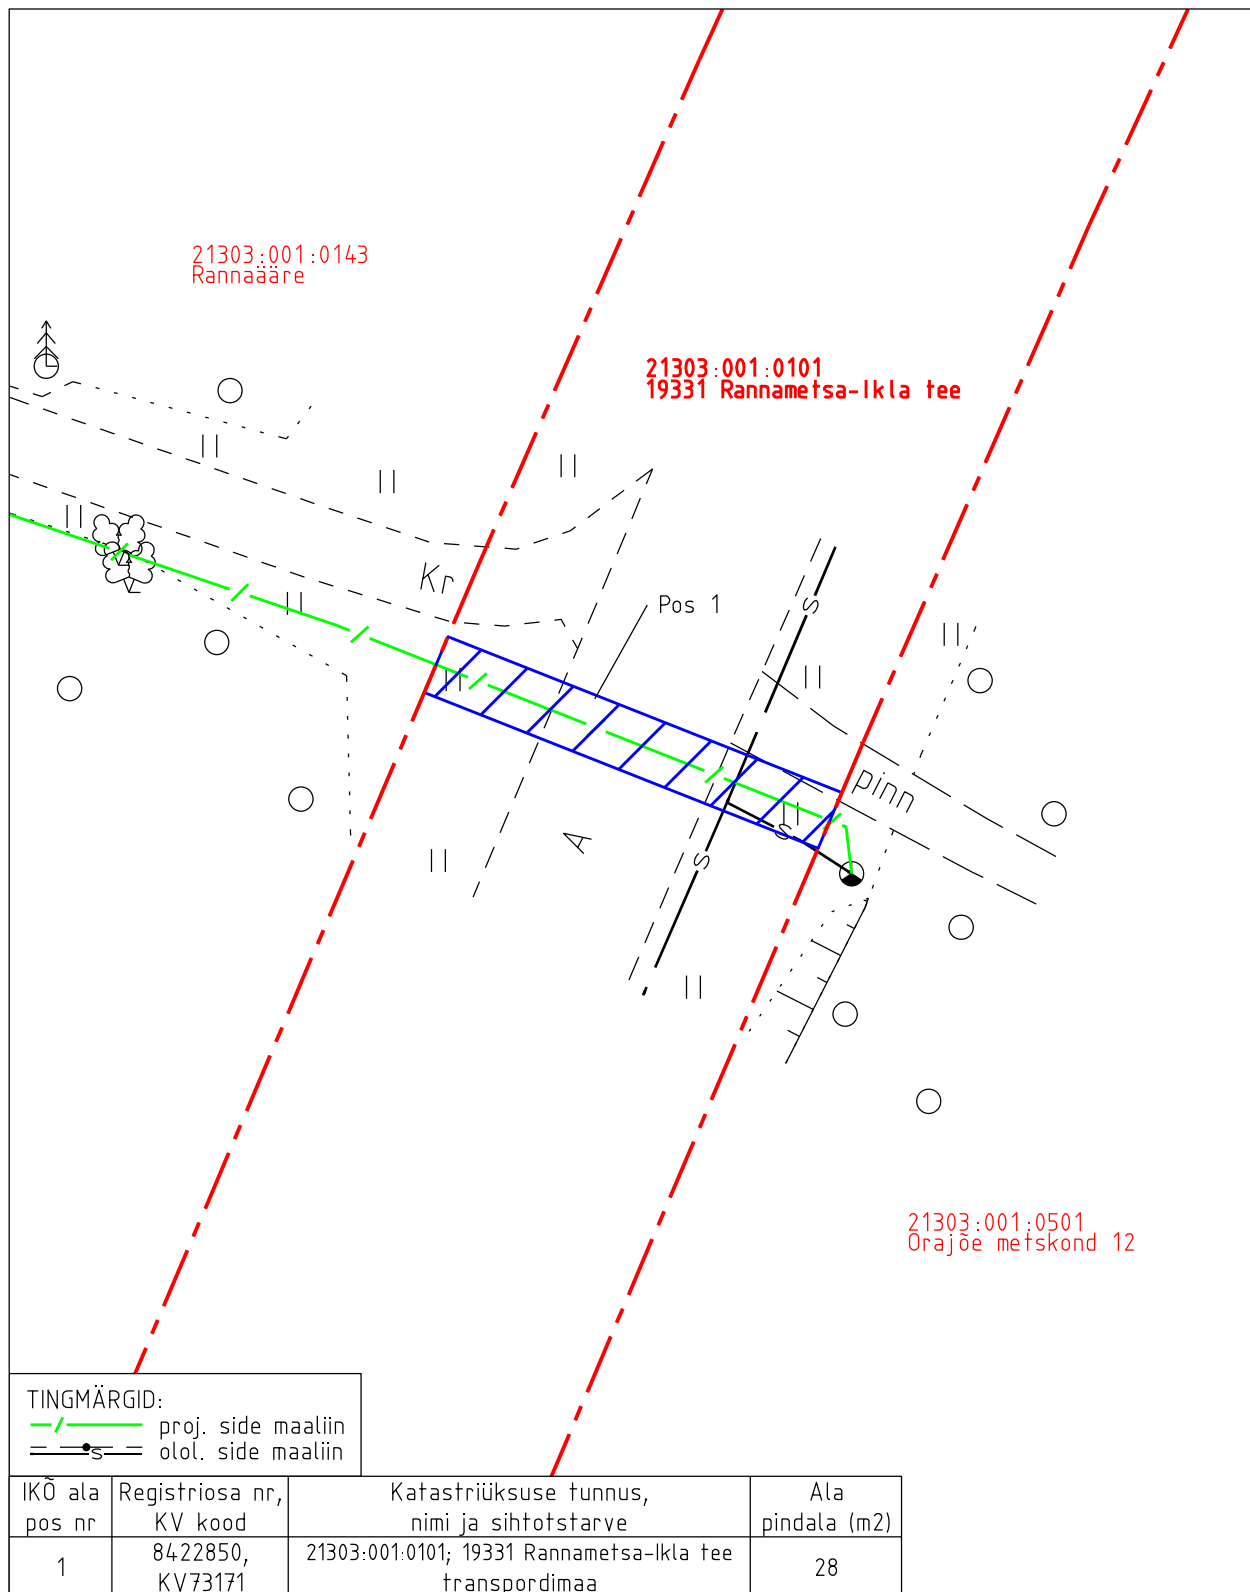 21303:001:0143
Rannaääre
21303:001:0101
19331 Rannametsa-Ikla tee
Kr
Pos 1
s
pinn
A
s
s
21303:001:0501
Orajõe metskond 12
TINGMÄRGID:
proj. side maaliin
s olol. side maaliin
IKÕ ala
pos nr
Registriosa nr,
KV kood
Katastriüksuse tunnus,
nimi ja sihtotstarve
Ala
pindala (m2)
1
8422850,
KV73171
21303:001:0101; 19331 Rannametsa-Ikla tee
transpordimaa
28